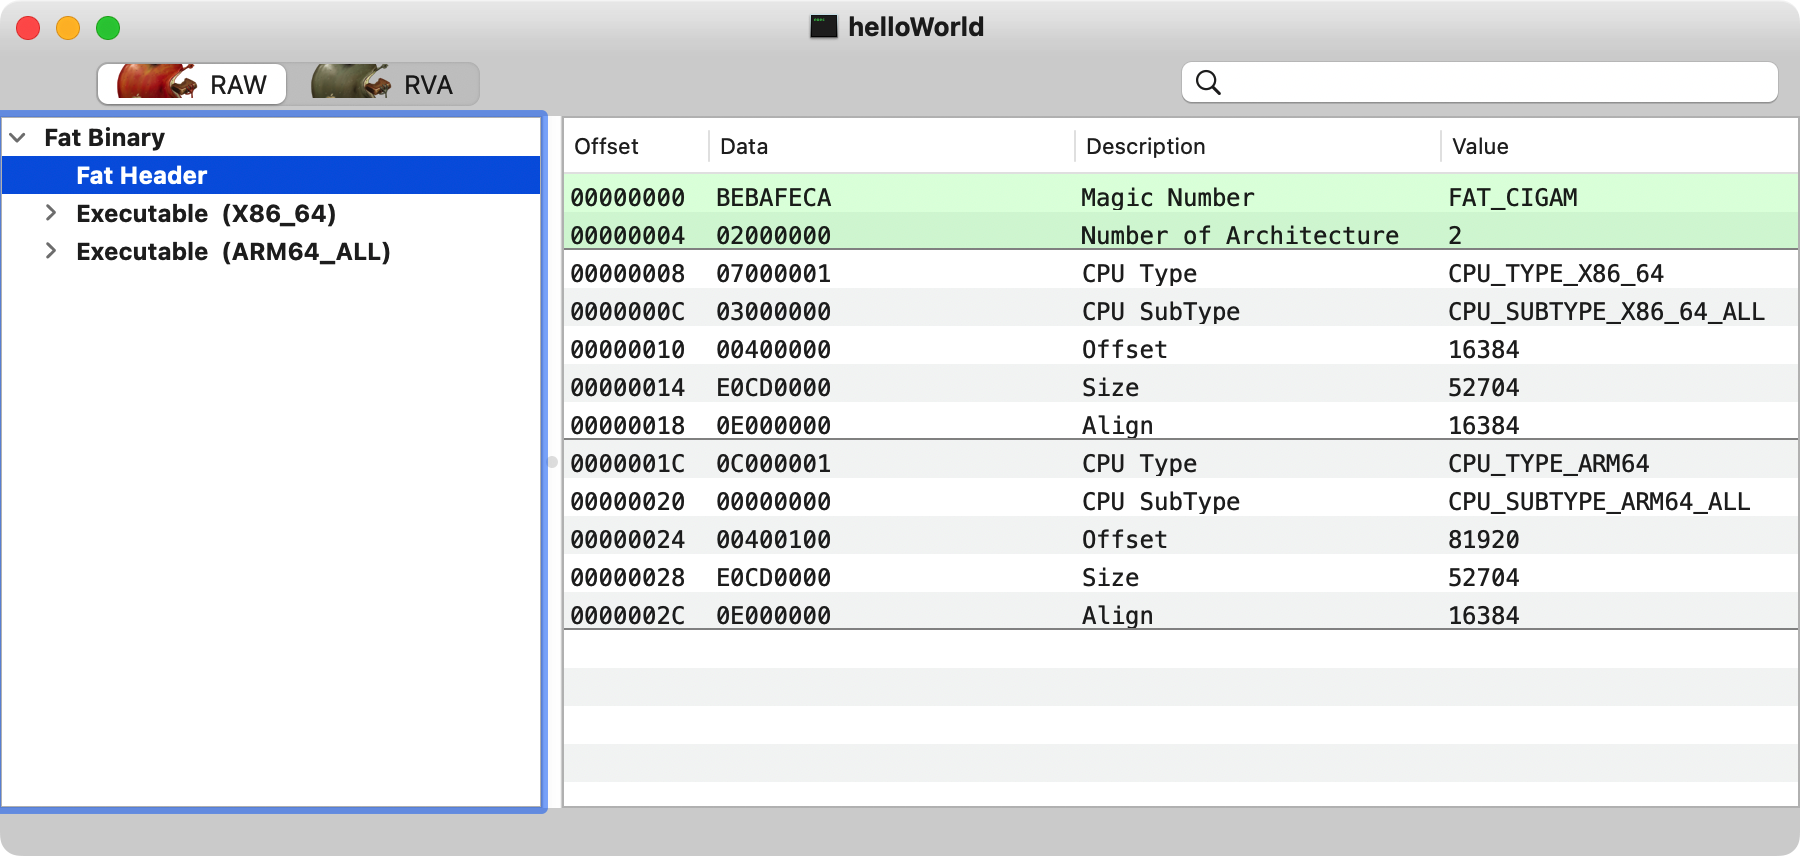 helloWorld
RAW RVA
Fat Binary
Fat Header
Executable (X86_64)
Executable (ARM64_ALL)
Offset Data Description Value
00000000 BEBAFECA Magic Number FAT_CIGAM
00000004 02000000 Number of Architecture 2
00000008 07000001 CPU Type CPU_TYPE_X86_64
0000000C 03000000 CPU SubType CPU_SUBTYPE_X86_64_ALL
00000010 00400000 Offset 16384
00000014 E0CD0000 Size 52704
00000018 0E000000 Align 16384
0000001C 0C000001 CPU Type CPU_TYPE_ARM64
00000020 00000000 CPU SubType CPU_SUBTYPE_ARM64_ALL
00000024 00400100 Offset 81920
00000028 E0CD0000 Size 52704
0000002C 0E000000 Align 16384